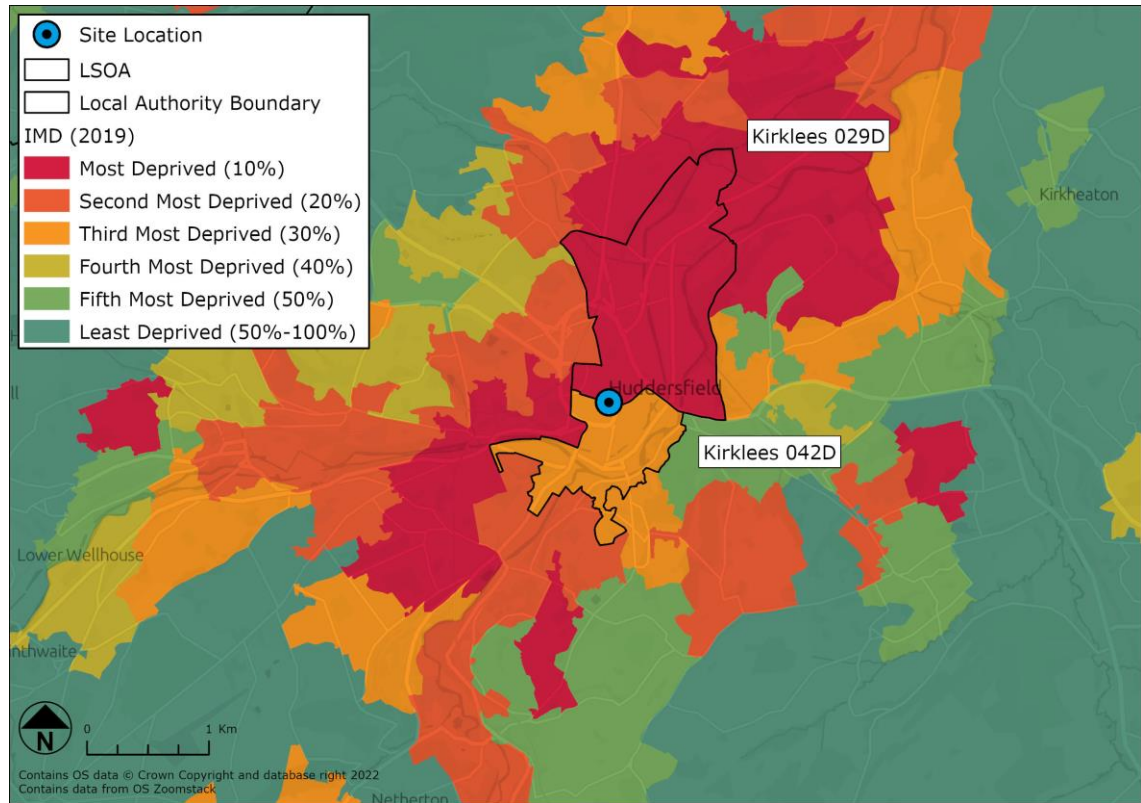 Site Location
LSOA
Local Authority Boundary
IMD (2019)
Most Deprived (10%)
Second Most Deprived (20%)
Third Most Deprived (30%)
Fourth Most Deprived (40%)
Fifth Most Deprived (50%)
Least Deprived (50%-100%)
Kirklees 029D
Kirkheaton
Huddersfield
ll
Kirklees 042D
Lower Wellhouse
nthwaite
N
0 1 Km
Contains OS data © Crown Copyright and database right 2022
Contains data from OS Zoomstack
Netherton